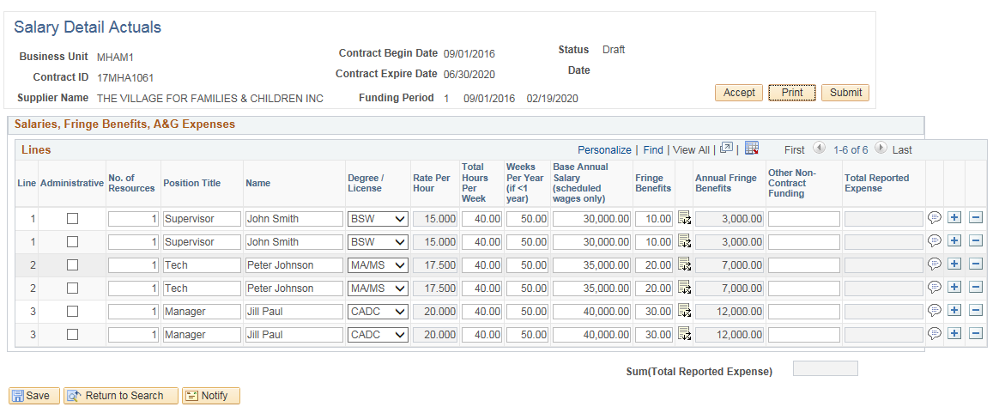 Salary Detail Actuals
Business Unit MHAM1 Contract Begin Date 09/01/2016 Status Draft
Contract ID 17MHA1061 Contract Expire Date 06/30/2020 Date
Supplier Name THE VILLAGE FOR FAMILIES & CHILDREN INC Funding Period 1 09/01/2016 02/19/2020 Accept Print Submit
Salaries, Fringe Benefits, A&G Expenses
Lines Personalize | Find | View All | | First 1-6 of 6 Last
Line Administrative No. of Resources Position Title Name Degree / License Rate Per Hour Total Hours Per Week Weeks Per Year (if <1 year) Base Annual Salary (scheduled wages only) Fringe Benefits Annual Fringe Benefits Other Non-Contract Funding Total Reported Expense
1 1 Supervisor John Smith BSW 15.000 40.00 50.00 30,000.00 10.00 3,000.00
1 1 Supervisor John Smith BSW 15.000 40.00 50.00 30,000.00 10.00 3,000.00
2 1 Tech Peter Johnson MA/MS 17.500 40.00 50.00 35,000.00 20.00 7,000.00
2 1 Tech Peter Johnson MA/MS 17.500 40.00 50.00 35,000.00 20.00 7,000.00
3 1 Manager Jill Paul CADC 20.000 40.00 50.00 40,000.00 30.00 12,000.00
3 1 Manager Jill Paul CADC 20.000 40.00 50.00 40,000.00 30.00 12,000.00
Sum(Total Reported Expense)
Save Return to Search Notify